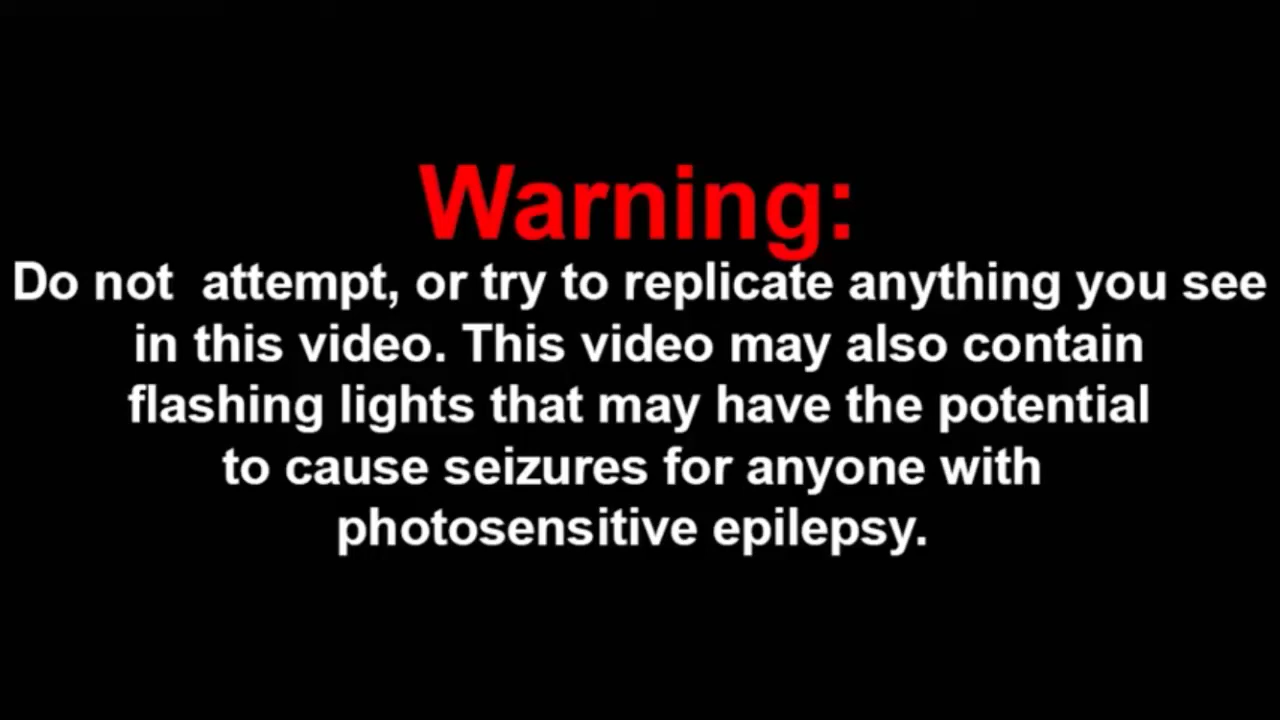 Warning:
Do not  attempt, or try to replicate anything you see
in this video. This video may also contain
flashing lights that may have the potential
to cause seizures for anyone with
photosensitive epilepsy.